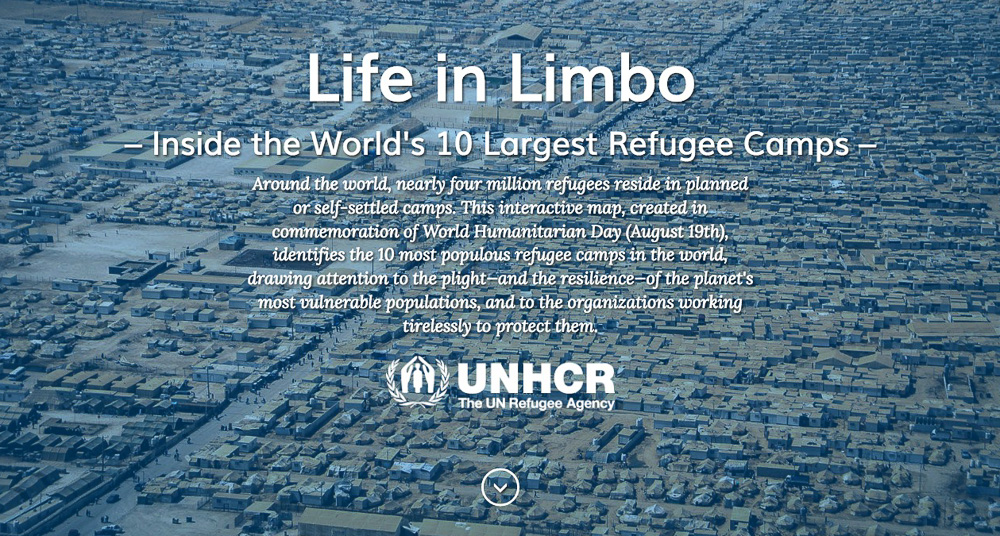 Life in Limbo
– Inside the World's 10 Largest Refugee Camps –
Around the world, nearly four million refugees reside in planned
or self-settled camps. This interactive map, created in
commemoration of World Humanitarian Day (August 19th),
identifies the 10 most populous refugee camps in the world,
drawing attention to the plight—and the resilience—of the planet's
most vulnerable populations, and to the organizations working
tirelessly to protect them.
UNHCR
The UN Refugee Agency